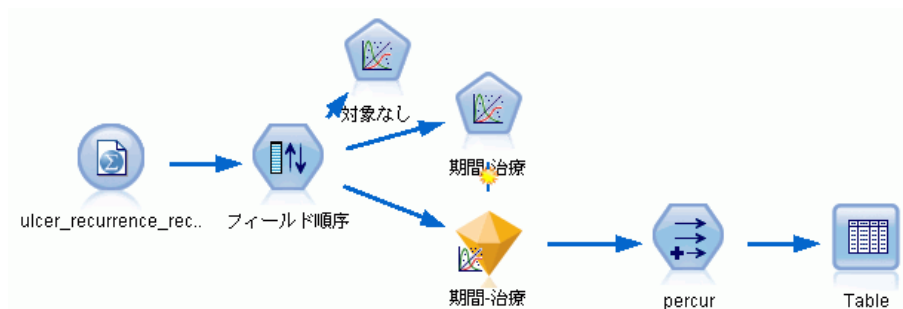 対象なし
期間-治療
ulcer_recurrence_rec..
フィールド順序
期間-治療
percur
Table